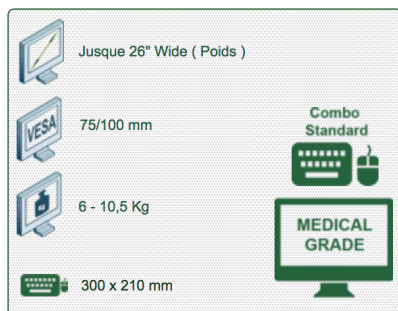 Jusque 26" Wide ( Poids )
VESA
75/100 mm
KG
6 - 10,5 Kg
300 x 210 mm
Combo
Standard
MEDICAL
GRADE